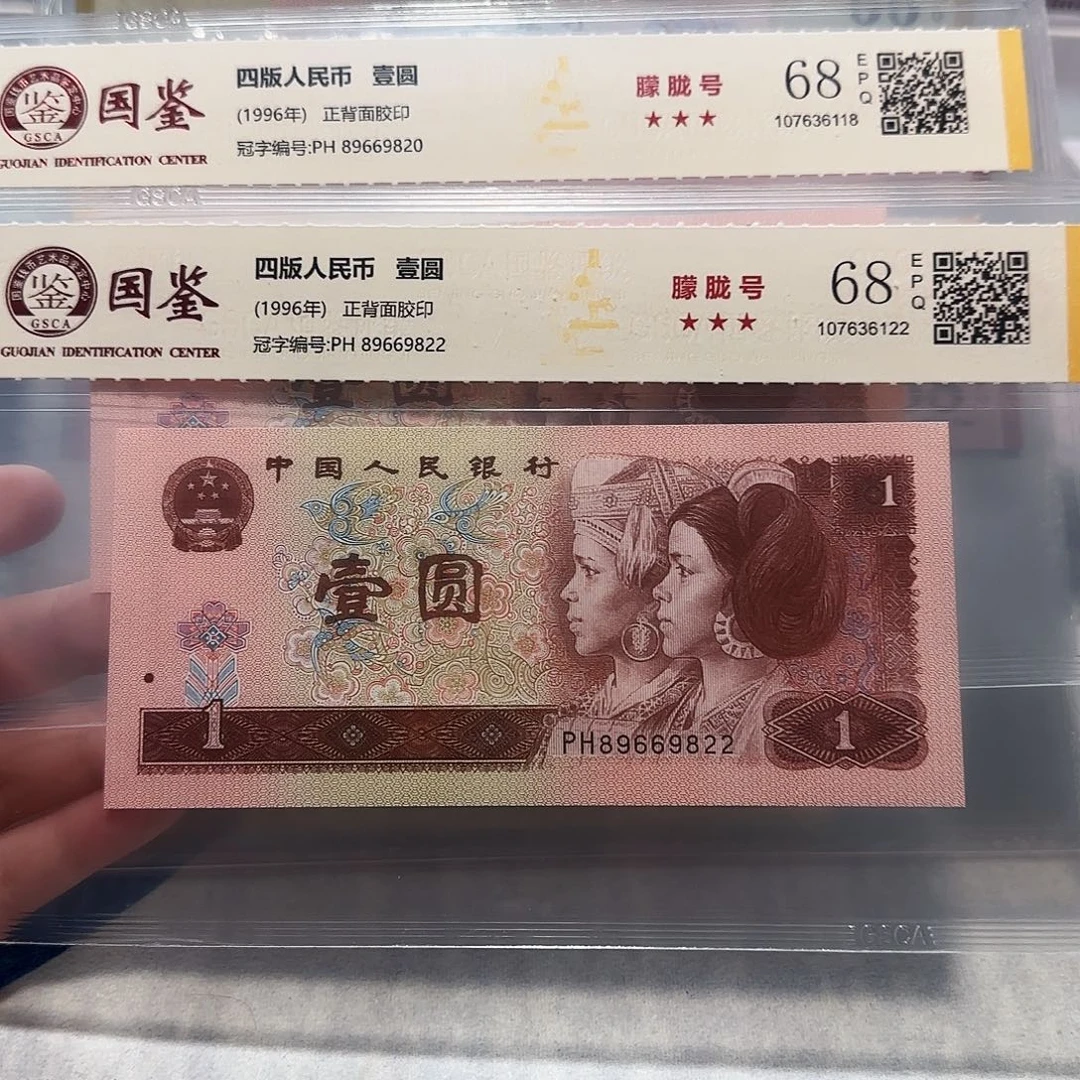 国鉴
GSCA
GUOJIAN IDENTIFICATION CENTER
四版人民币 壹圆
(1996年) 正背面胶印
冠字编号:PH 89669820
朦胧号
★★★
68
EPQ
107636118
GSCA
国鉴
GSCA
GUOJIAN IDENTIFICATION CENTER
四版人民币 壹圆
(1996年) 正背面胶印
冠字编号:PH 89669822
朦胧号
★★★
68
EPQ
107636122
中国人民银行
1
壹圆
1
PH89669822
1
GSCA